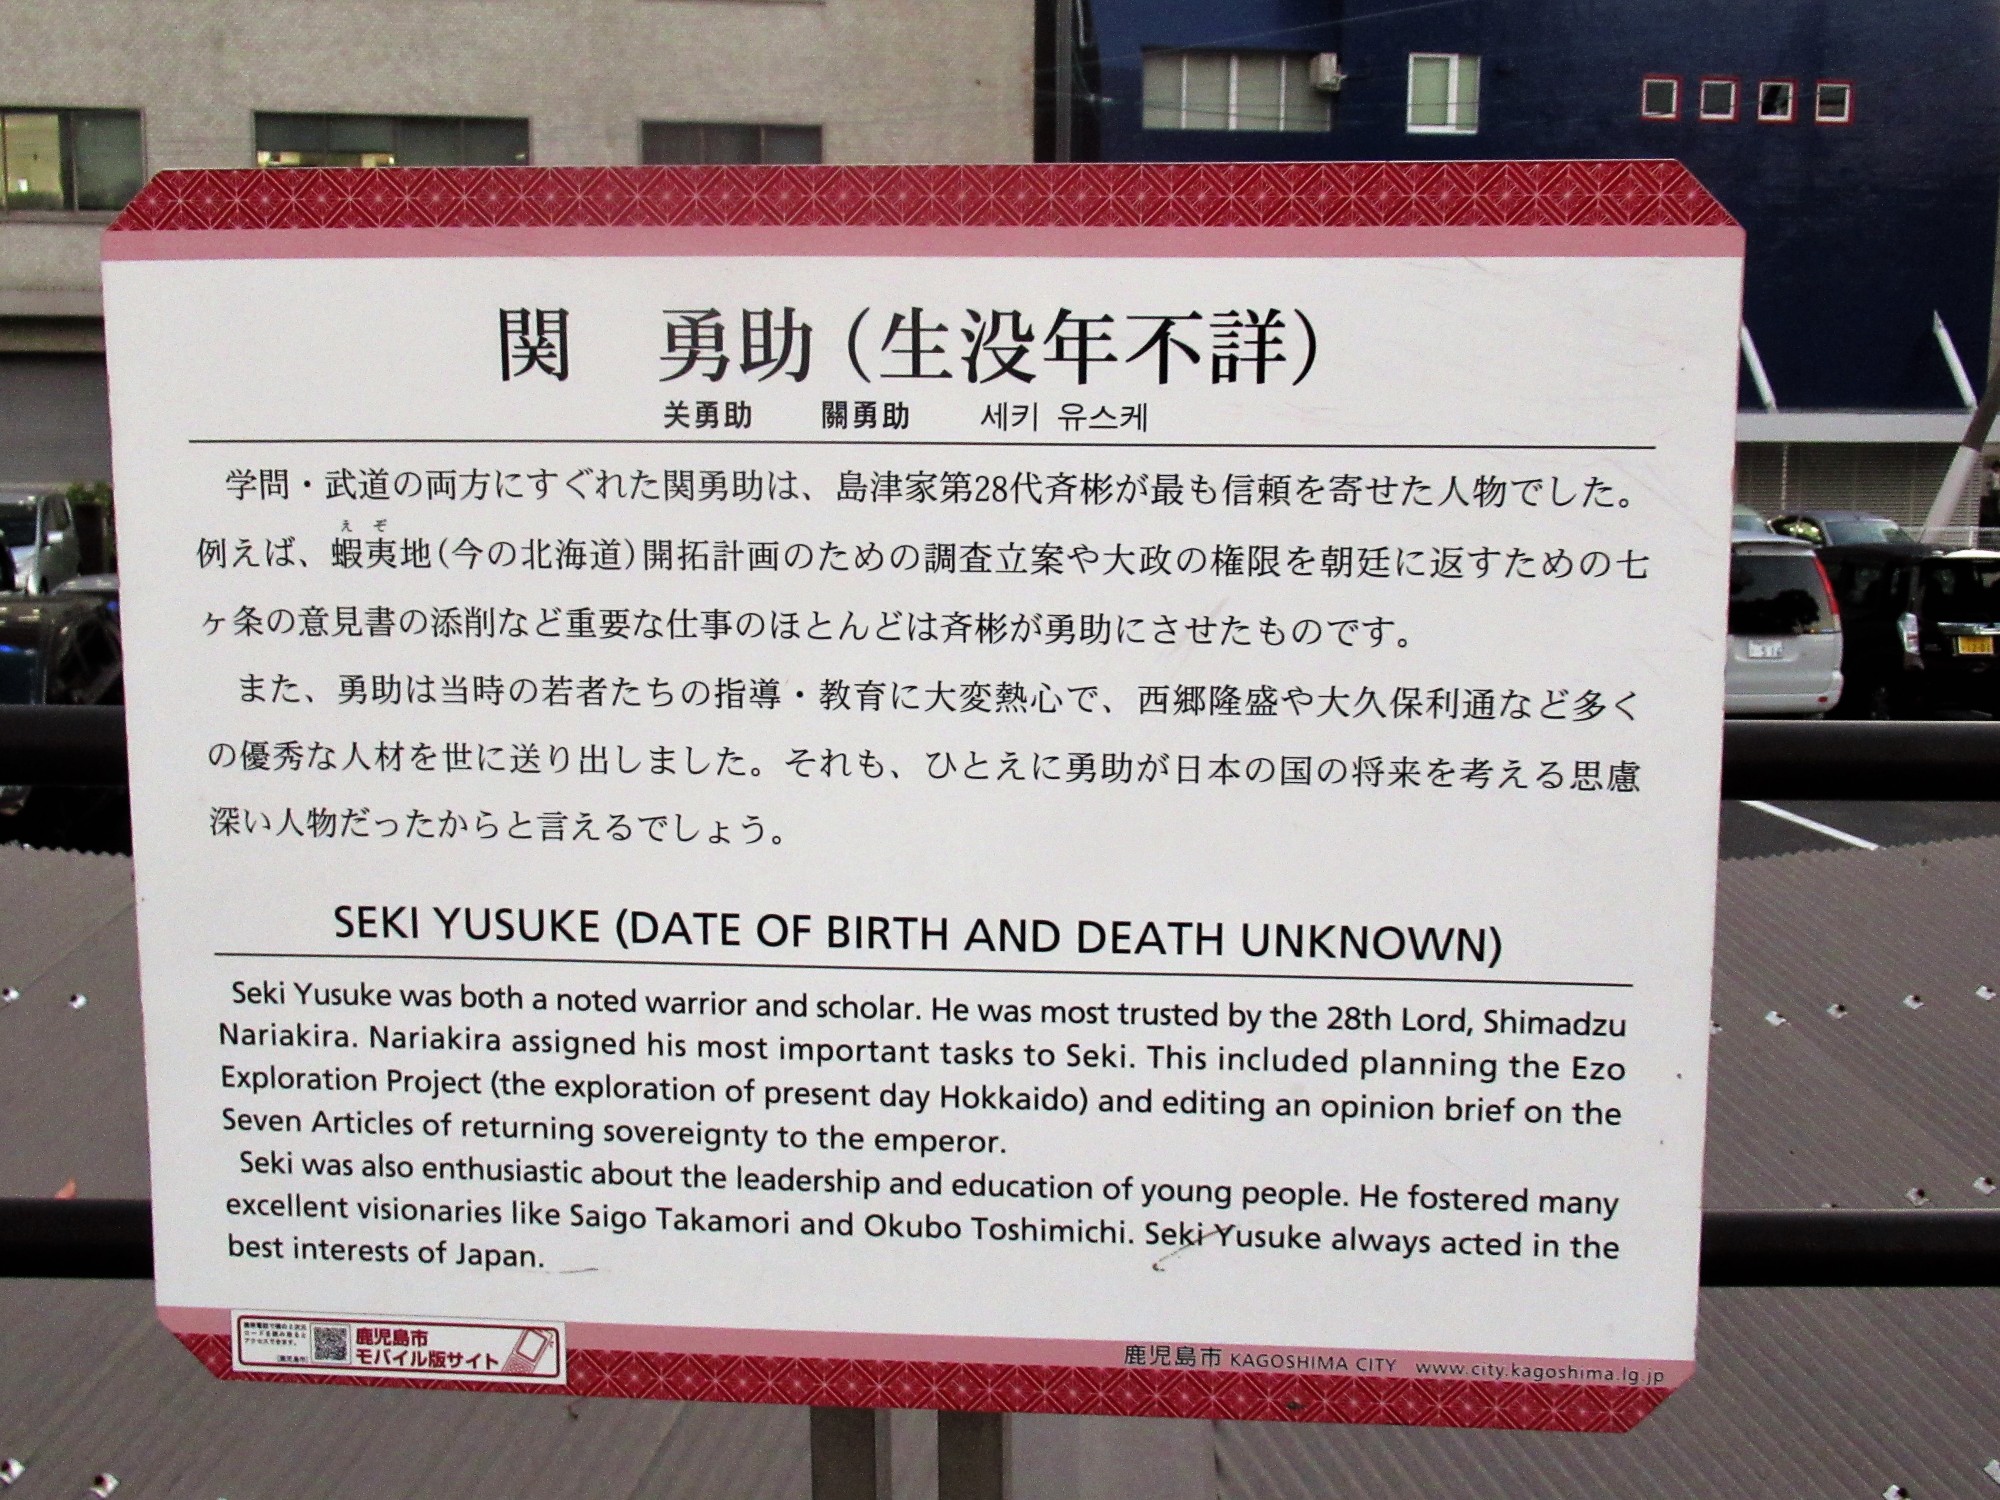 関　勇助（生没年不詳）
关勇助　關勇助　세키 유스케
学問・武道の両方にすぐれた関勇助は、島津家第28代斉彬が最も信頼を寄せた人物でした。
えぞ
例えば、蝦夷地(今の北海道)開拓計画のための調査立案や大政の権限を朝廷に返すための七
ヶ条の意見書の添削など重要な仕事のほとんどは斉彬が勇助にさせたものです。
また、勇助は当時の若者たちの指導・教育に大変熱心で、西郷隆盛や大久保利通など多く
の優秀な人材を世に送り出しました。それも、ひとえに勇助が日本の国の将来を考える思慮
深い人物だったからと言えるでしょう。
SEKI YUSUKE (DATE OF BIRTH AND DEATH UNKNOWN)
Seki Yusuke was both a noted warrior and scholar. He was most trusted by the 28th Lord, Shimadzu
Nariakira. Nariakira assigned his most important tasks to Seki. This included planning the Ezo
Exploration Project (the exploration of present day Hokkaido) and editing an opinion brief on the
Seven Articles of returning sovereignty to the emperor.
Seki was also enthusiastic about the leadership and education of young people. He fostered many
excellent visionaries like Saigo Takamori and Okubo Toshimichi. Seki Yusuke always acted in the
best interests of Japan.
鹿児島市
モバイル版サイト
鹿児島市 KAGOSHIMA CITY www.city.kagoshima.lg.jp